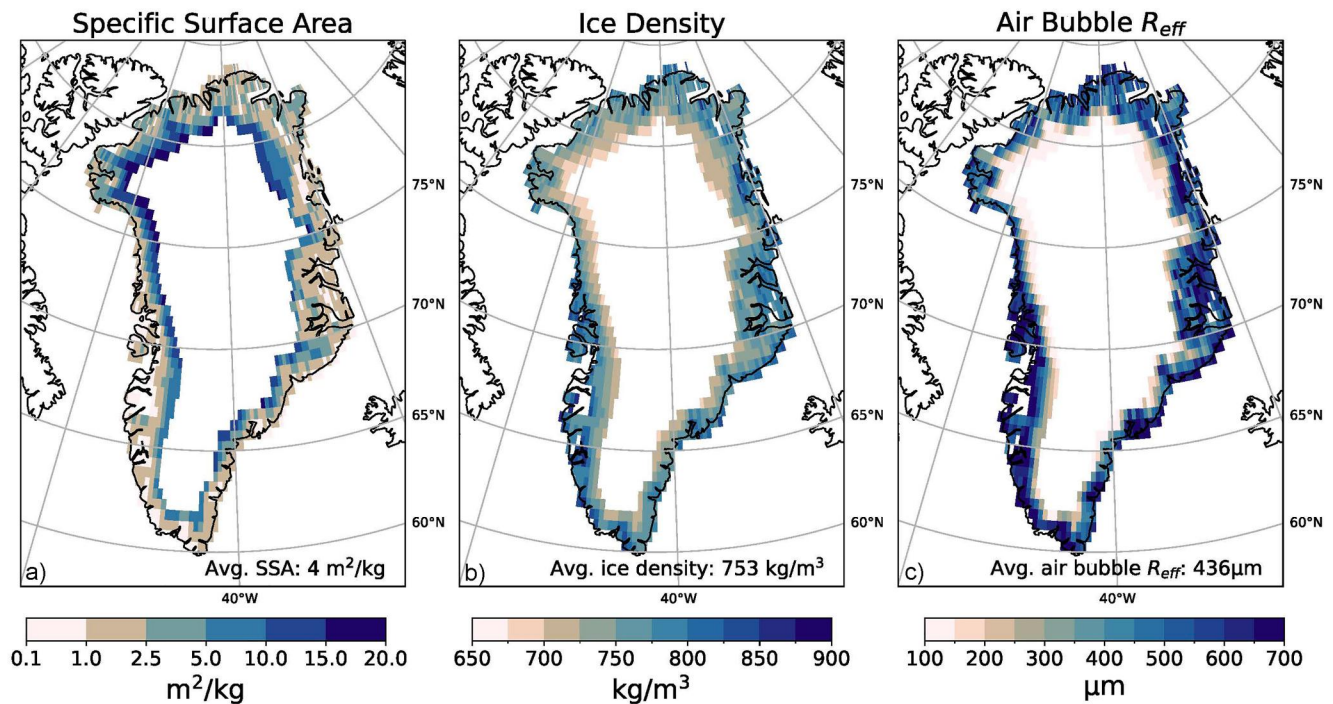 Specific Surface Area
Ice Density
Air Bubble R_eff
75°N
75°N
75°N
70°N
70°N
70°N
65°N
65°N
65°N
60°N
60°N
60°N
a)
Avg. SSA: 4 m²/kg
b)
Avg. ice density: 753 kg/m³
c)
Avg. air bubble R_eff: 436μm
40°W
40°W
40°W
0.1 1.0 2.5 5.0 10.0 15.0 20.0
m²/kg
650 700 750 800 850 900
kg/m³
100 200 300 400 500 600 700
μm